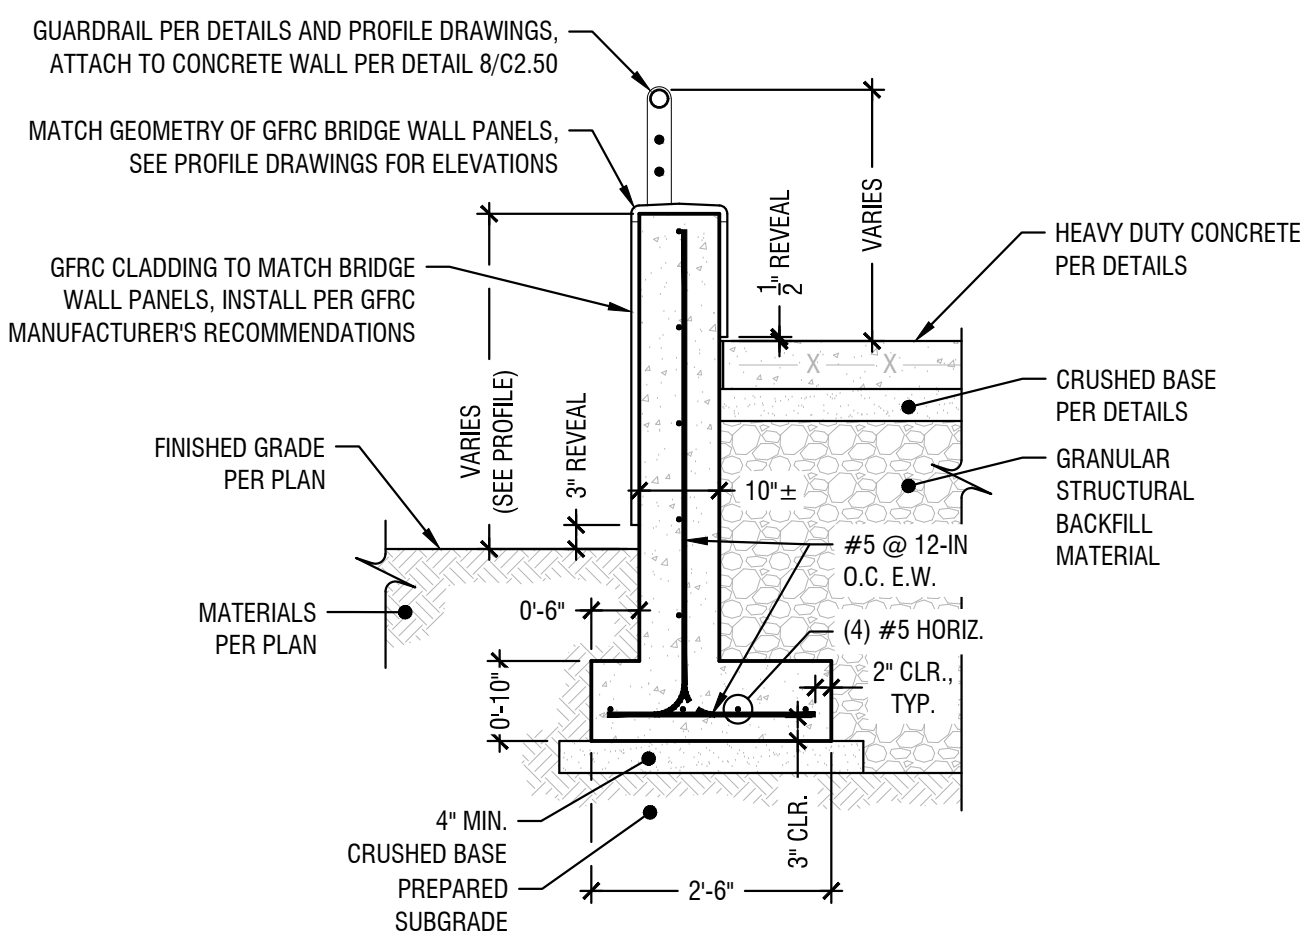 GUARDRAIL PER DETAILS AND PROFILE DRAWINGS,
ATTACH TO CONCRETE WALL PER DETAIL 8/C2.50
MATCH GEOMETRY OF GFRC BRIDGE WALL PANELS,
SEE PROFILE DRAWINGS FOR ELEVATIONS
GFRC CLADDING TO MATCH BRIDGE
WALL PANELS, INSTALL PER GFRC
MANUFACTURER'S RECOMMENDATIONS
VARIES
(SEE PROFILE)
3" REVEAL
FINISHED GRADE
PER PLAN
MATERIALS
PER PLAN
0'-6"
0'-10"
4" MIN.
CRUSHED BASE
PREPARED
SUBGRADE
2'-6"
3" CLR.
1/2" REVEAL
VARIES
HEAVY DUTY CONCRETE
PER DETAILS
X X
CRUSHED BASE
PER DETAILS
GRANULAR
STRUCTURAL
BACKFILL
MATERIAL
10"±
#5 @ 12-IN
O.C. E.W.
(4) #5 HORIZ.
2" CLR.,
TYP.